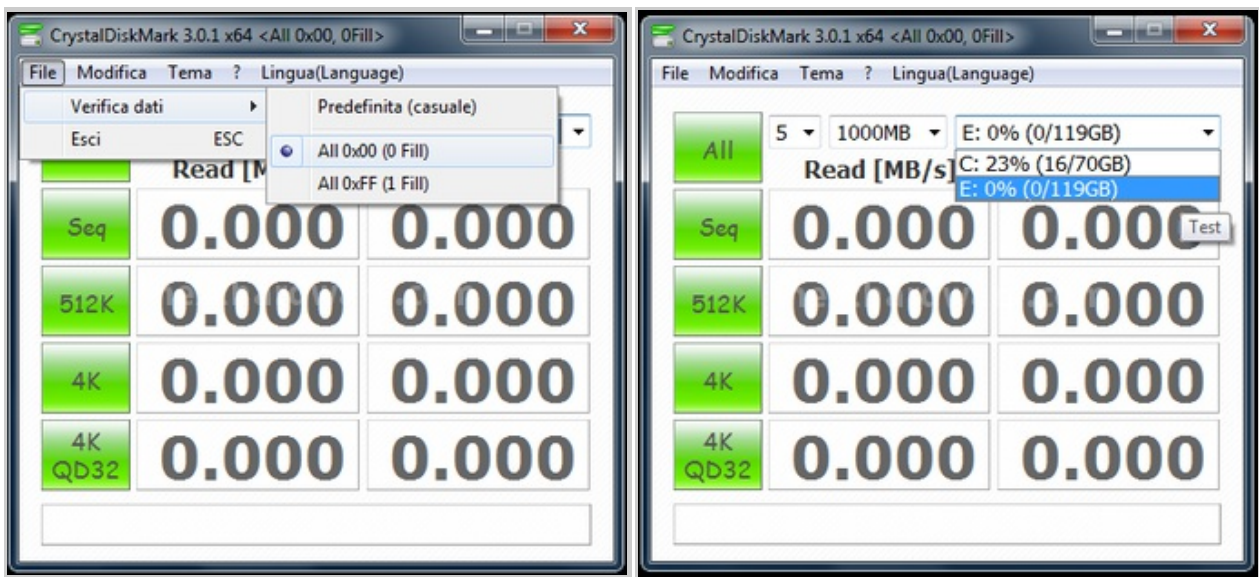 CrystalDiskMark 3.0.1 x64 <All 0x00, 0Fill>
File Modifica Tema ? Lingua(Language)
Verifica dati
Esci ESC
Predefinita (casuale)
All 0x00 (0 Fill)
All 0xFF (1 Fill)
Read [M
Seq 0.000 0.000
512K 0.000 0.000
4K 0.000 0.000
4K
QD32 0.000 0.000
CrystalDiskMark 3.0.1 x64 <All 0x00, 0Fill>
File Modifica Tema ? Lingua(Language)
All 5 1000MB E: 0% (0/119GB)
Read [MB/s]
C: 23% (16/70GB)
E: 0% (0/119GB)
Test
Seq 0.000 0.000
512K 0.000 0.000
4K 0.000 0.000
4K
QD32 0.000 0.000